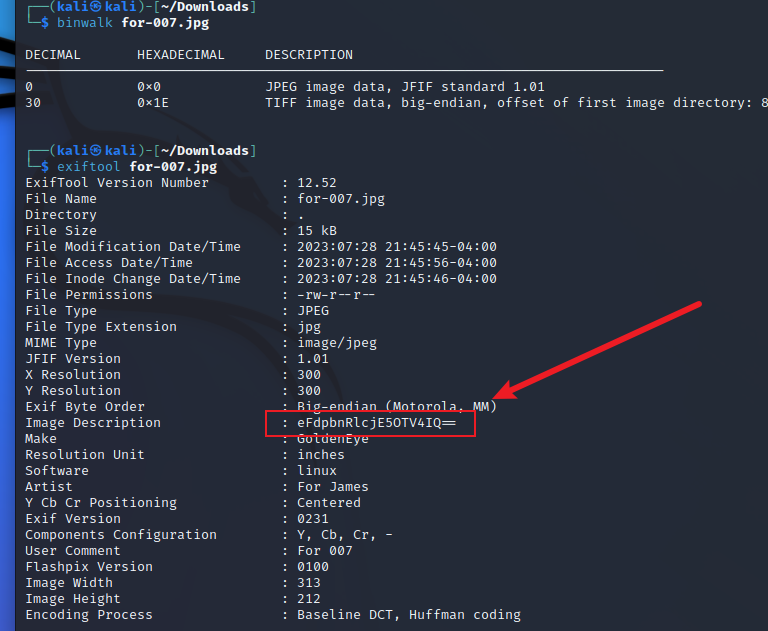 ┌──(kali㉿kali)-[~/Downloads]
└─$ binwalk for-007.jpg
DECIMAL HEXADECIMAL DESCRIPTION
--------------------------------------------------------------------------------
0 0×0 JPEG image data, JFIF standard 1.01
30 0×1E TIFF image data, big-endian, offset of first image directory: 8
┌──(kali㉿kali)-[~/Downloads]
└─$ exiftool for-007.jpg
ExifTool Version Number : 12.52
File Name : for-007.jpg
Directory : .
File Size : 15 kB
File Modification Date/Time : 2023:07:28 21:45:45-04:00
File Access Date/Time : 2023:07:28 21:45:56-04:00
File Inode Change Date/Time : 2023:07:28 21:45:46-04:00
File Permissions : -rw-r--r--
File Type : JPEG
File Type Extension : jpg
MIME Type : image/jpeg
JFIF Version : 1.01
X Resolution : 300
Y Resolution : 300
Exif Byte Order : Big-endian (Motorola, MM)
Image Description : eFdpbnRlcjE5OTV4IQ==
Make : GoldenEye
Resolution Unit : inches
Software : linux
Artist : For James
Y Cb Cr Positioning : Centered
Exif Version : 0231
Components Configuration : Y, Cb, Cr, -
User Comment : For 007
Flashpix Version : 0100
Image Width : 313
Image Height : 212
Encoding Process : Baseline DCT, Huffman coding